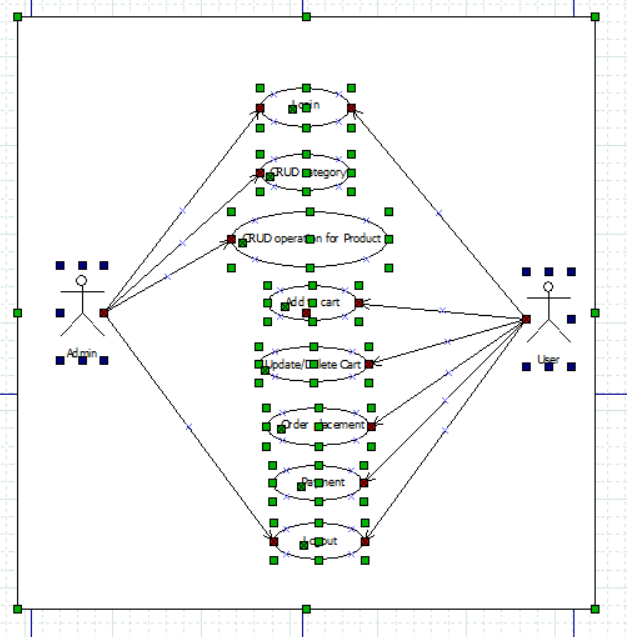 Login
CRUD category
CRUD operation for Product
Add to cart
Admin
User
Update/Delete Cart
Order placement
Payment
Logout